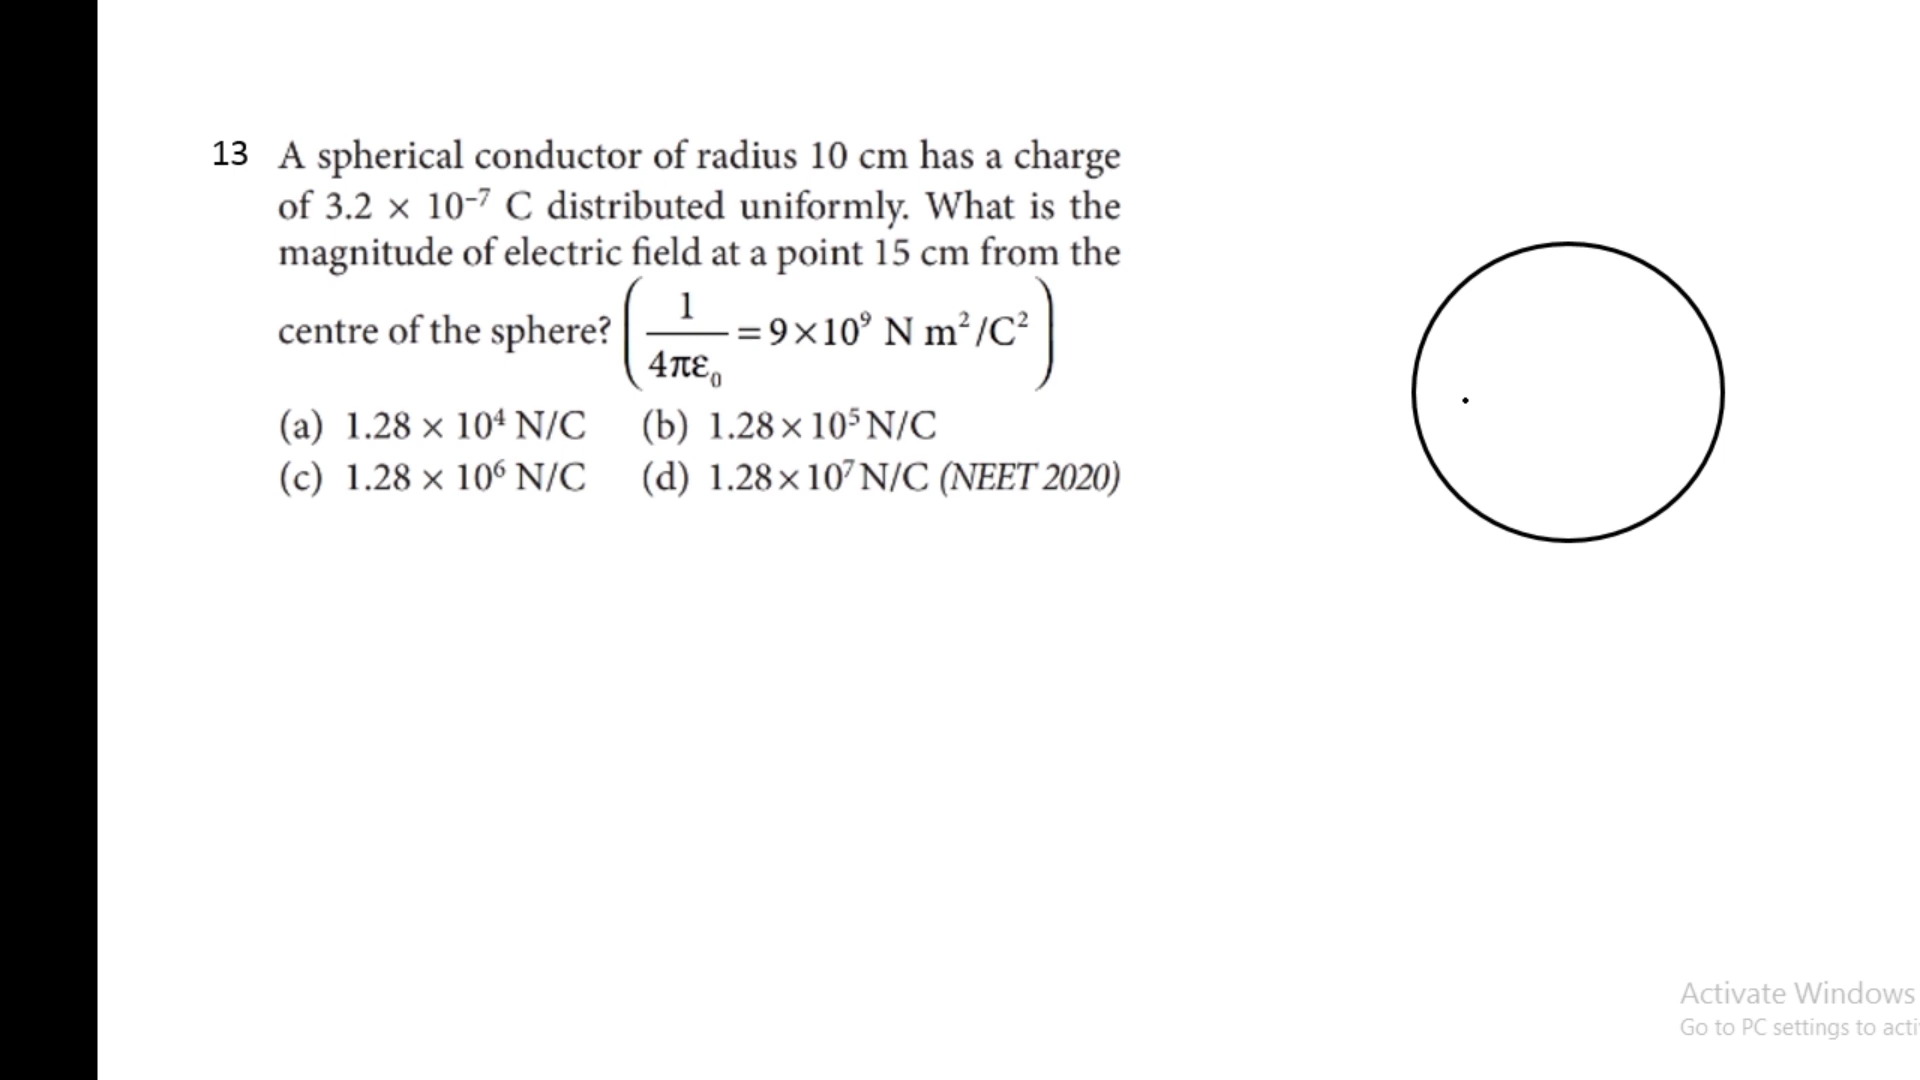 13 A spherical conductor of radius 10 cm has a charge
of 3.2 × 10⁻⁷ C distributed uniformly. What is the
magnitude of electric field at a point 15 cm from the
centre of the sphere? (1/4πε₀ = 9×10⁹ N m²/C²)
(a) 1.28 × 10⁴ N/C (b) 1.28×10⁵ N/C
(c) 1.28 × 10⁶ N/C (d) 1.28×10⁷ N/C (NEET 2020)
Activate Windows
Go to PC settings to acti